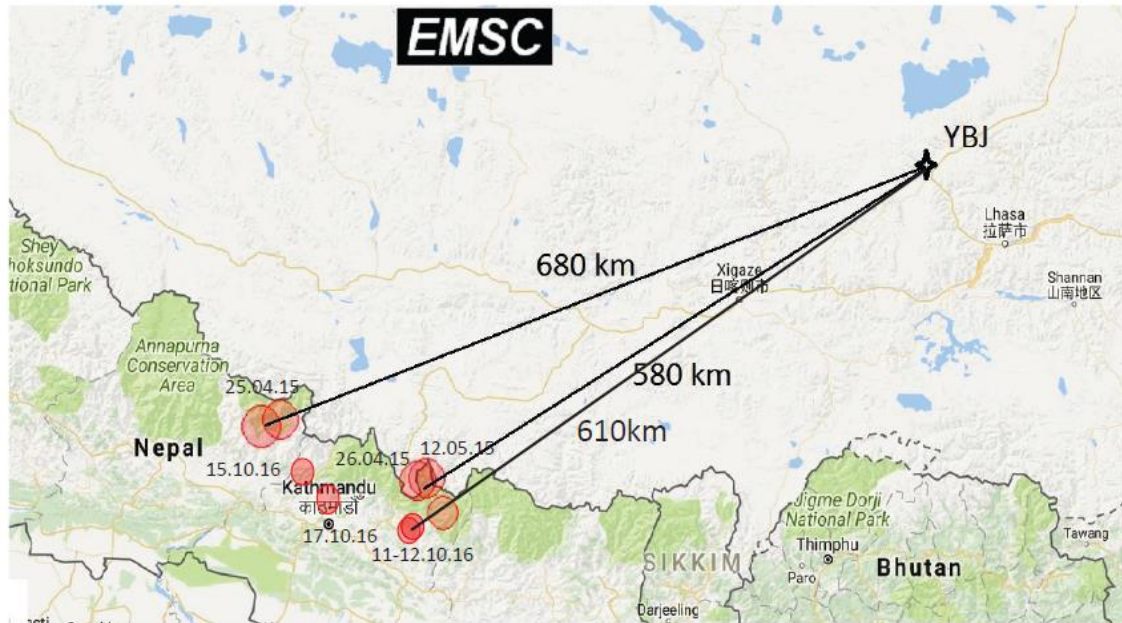 EMSC
YBJ
Lhasa
拉萨市
Shey
hoksundo
tional Park
680 km
Xigaze
日喀则市
Shannan
山南地区
Annapurna
Conservation
Area
25.04.15
580 km
610km
Nepal
26.04.15
12.05.15
15.10.16
Kathmandu
17.10.16
11-12.10.16
Jigme Dorji
National Park
Thimphu
Tawang
SIKKIM
Paro
Bhutan
Darjeeling